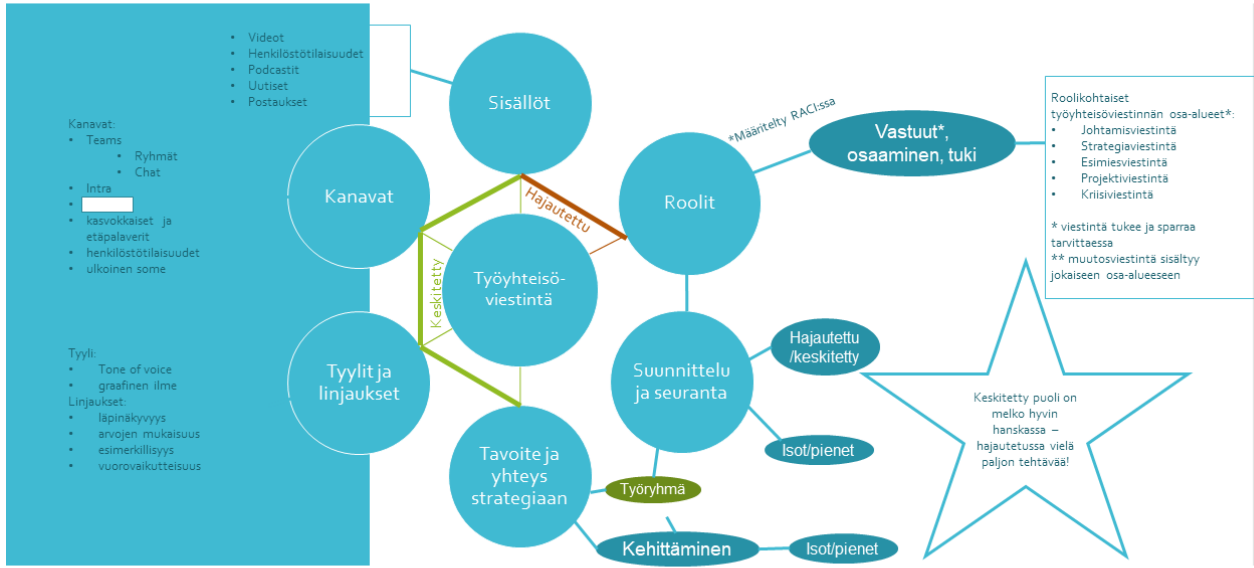 • Videot
• Henkilöstötilaisuudet
• Podcastit
• Uutiset
• Postaukset
Sisällöt
Kanavat:
• Teams
• Ryhmät
• Chat
• Intra
•
• kasvokkaiset ja
etäpalaverit
• henkilöstötilaisuudet
• ulkoinen some
Kanavat
Hajautettu
Keskitetty
Työyhteisö-
viestintä
Roolit
*Määritelty RACI:ssa
Vastuut*,
osaaminen, tuki
Roolikohtaiset
työyhteisöviestinnän osa-alueet*:
• Johtamisviestintä
• Strategiaviestintä
• Esimiesviestintä
• Projektiviestintä
• Kriisiviestintä
* viestintä tukee ja sparraa
tarvittaessa
** muutosviestintä sisältyy
jokaiseen osa-alueeseen
Tyyli:
• Tone of voice
• graafinen ilme
Linjaukset:
• läpinäkyvyys
• arvojen mukaisuus
• esimerkillisyys
• vuorovaikutteisuus
Tyylit ja
linjaukset
Suunnittelu
ja seuranta
Hajautettu
/keskitetty
Isot/pienet
Tavoite ja
yhteys
strategiaan
Työryhmä
Kehittäminen
Isot/pienet
Keskitetty puoli on
melko hyvin
hanskassa –
hajautetussa vielä
paljon tehtävää!